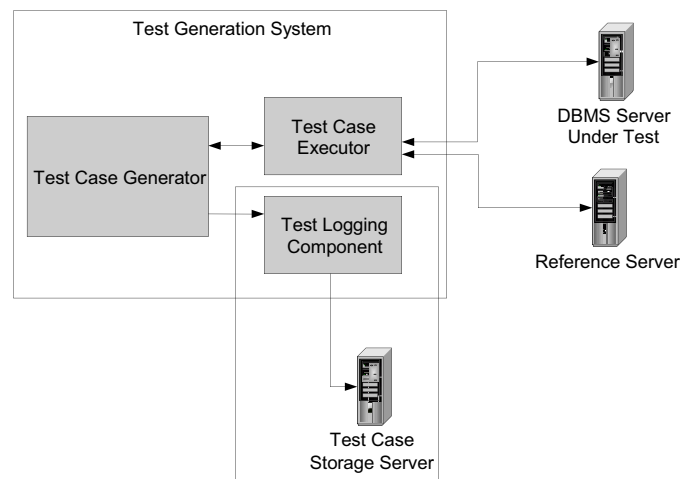 Test Generation System
Test Case
Executor
Test Case Generator
Test Logging
Component
DBMS Server
Under Test
Reference Server
Test Case
Storage Server